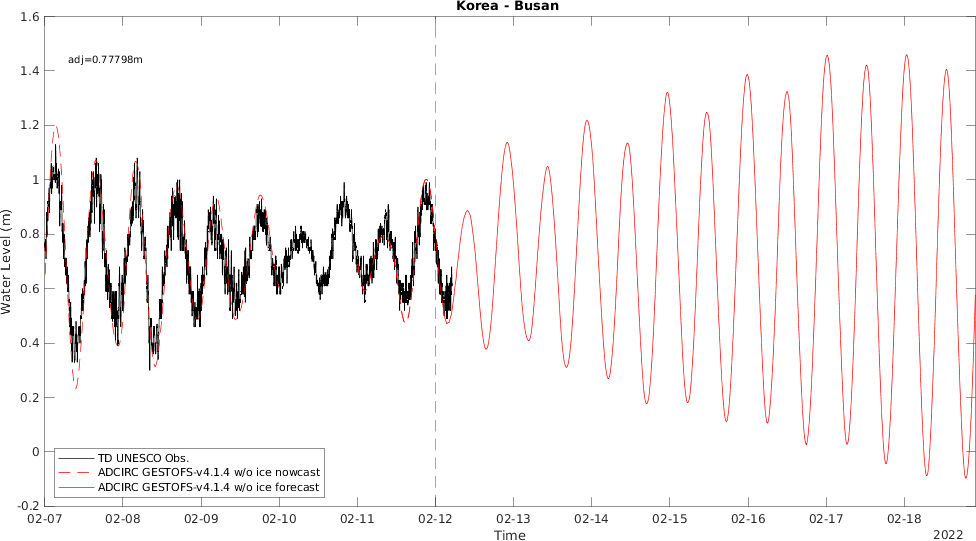 Korea - Busan
adj=0.77798m
1.6
1.4
1.2
1
0.8
0.6
0.4
0.2
0
-0.2
Water Level (m)
TD UNESCO Obs.
ADCIRC GESTOFS-v4.1.4 w/o ice nowcast
ADCIRC GESTOFS-v4.1.4 w/o ice forecast
02-07 02-08 02-09 02-10 02-11 02-12 02-13 02-14 02-15 02-16 02-17 02-18
Time
2022